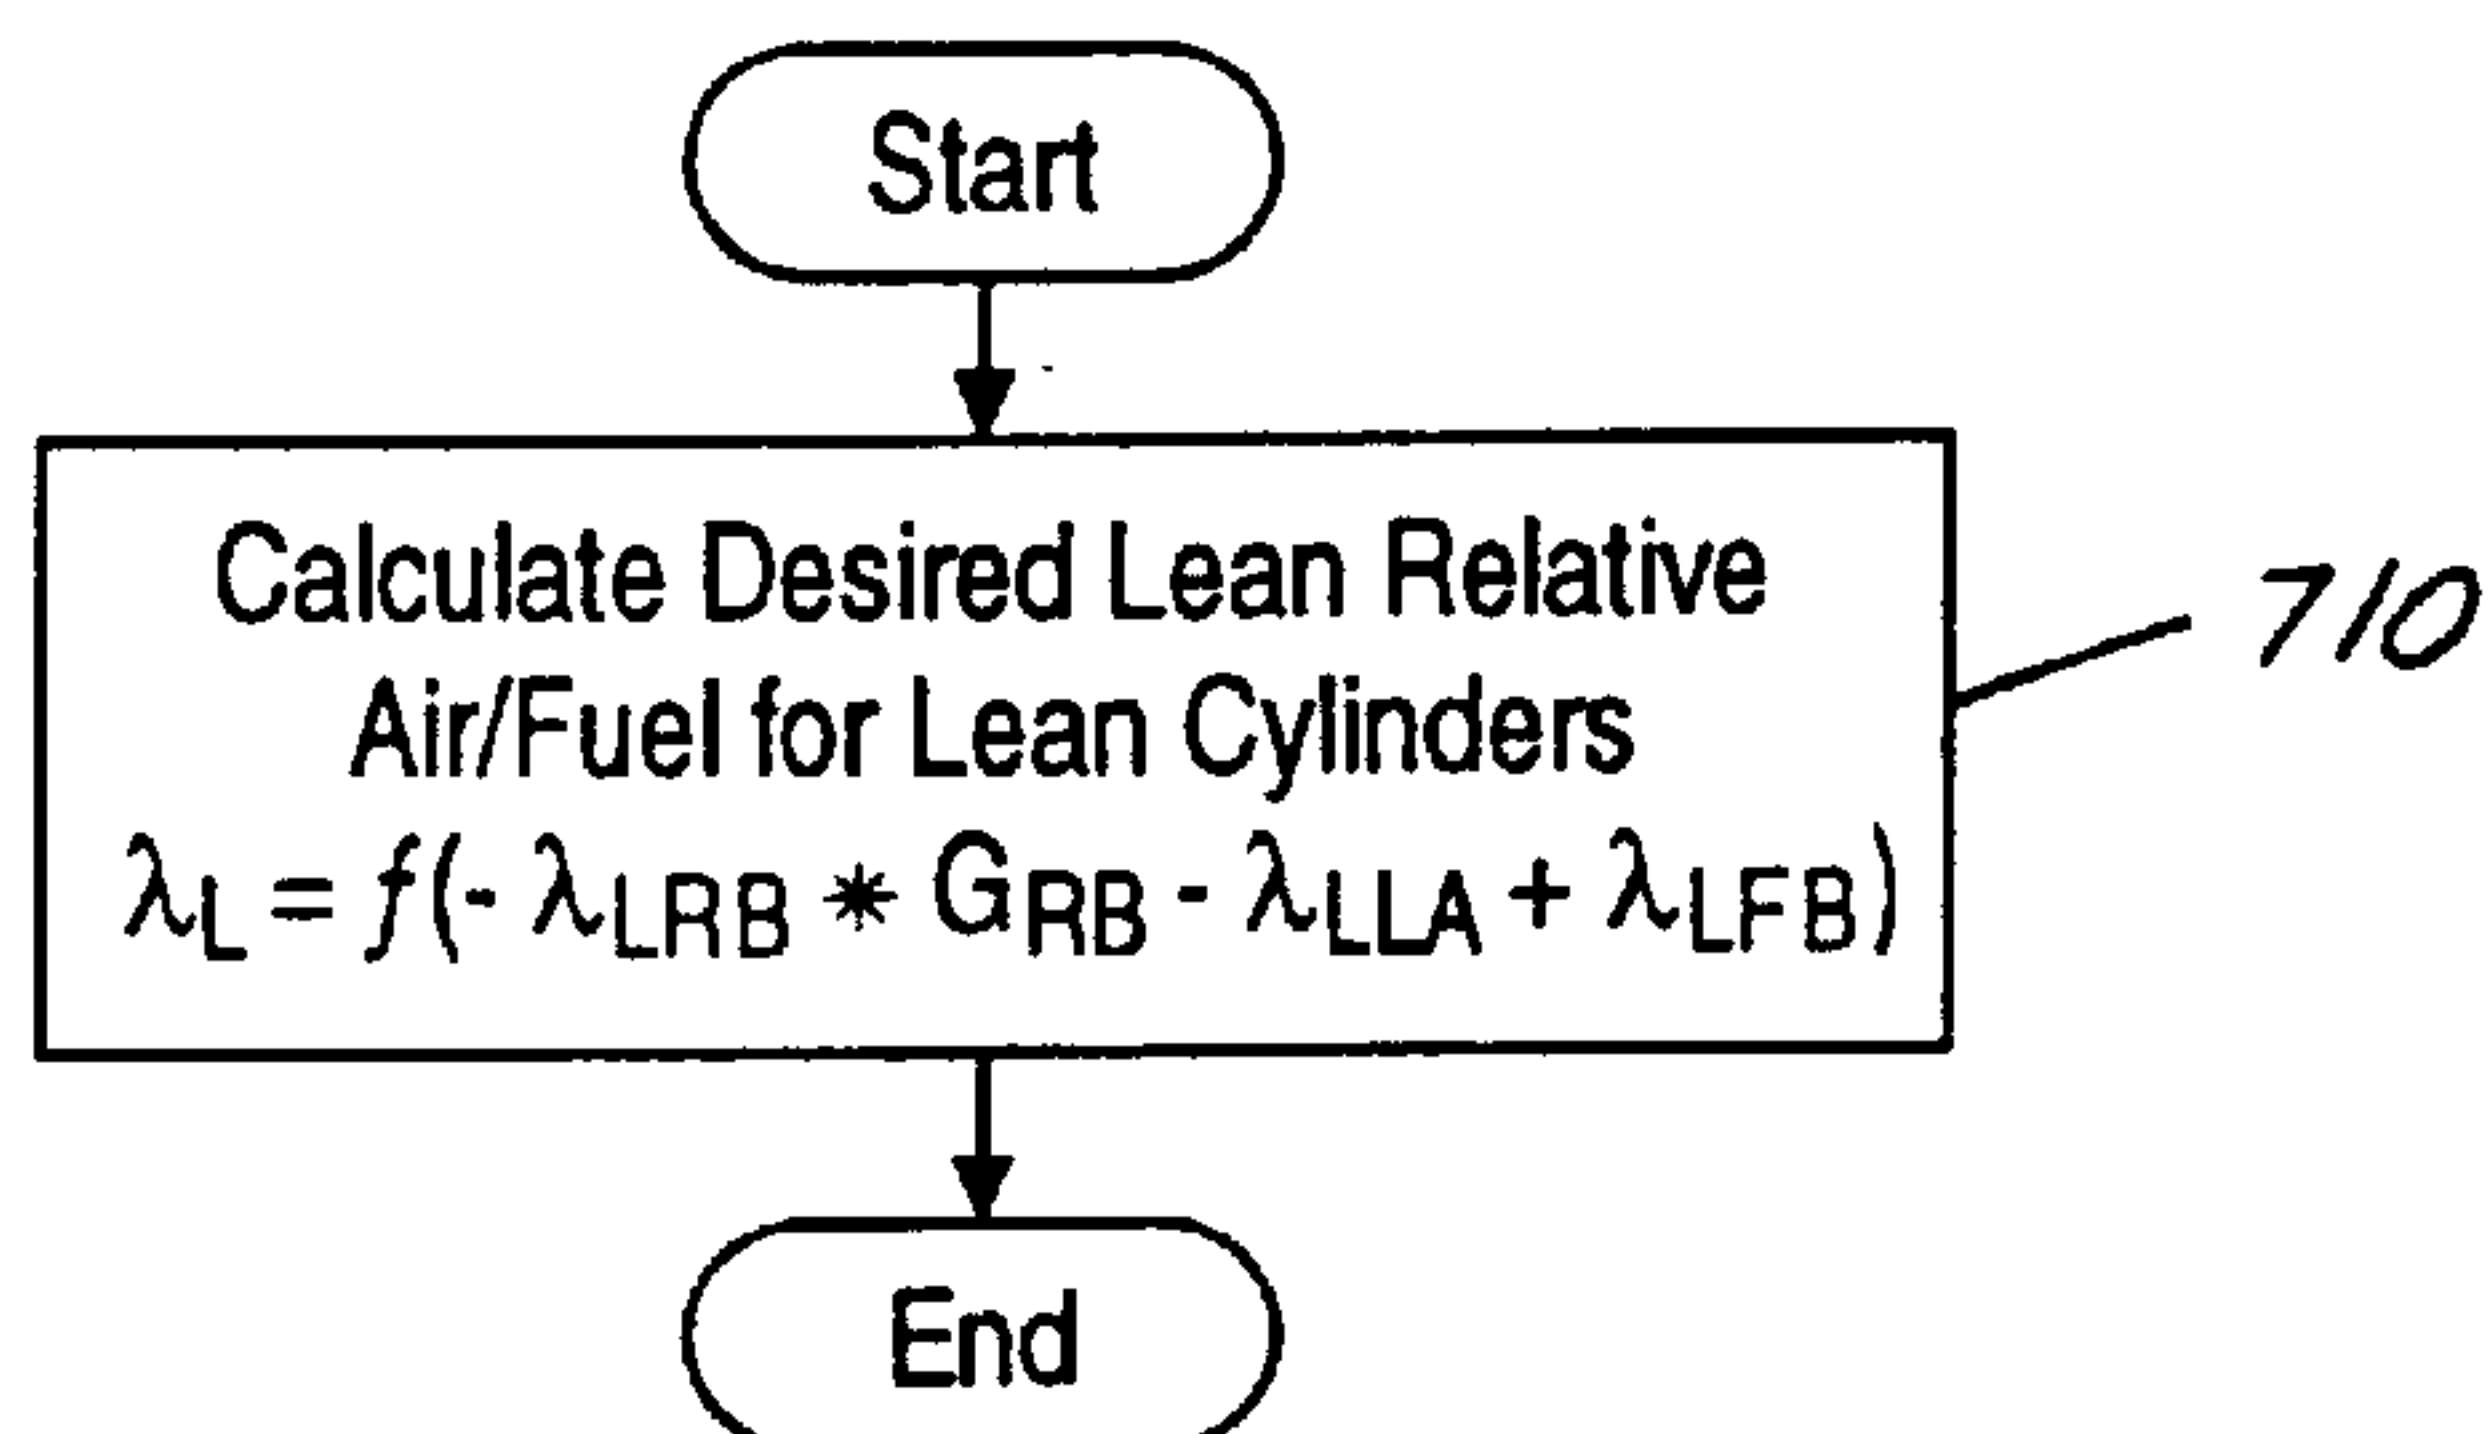 Start
Calculate Desired Lean Relative
Air/Fuel for Lean Cylinders
λL = f(- λLRB * GRB - λLLA + λLFB)
710
End